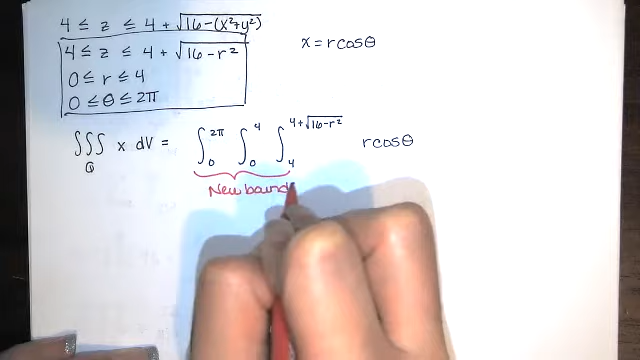 4 ≤ z ≤ 4 + √16-(x²+y²)
4 ≤ z ≤ 4 + √16-r²
x = rcosθ
0 ≤ r ≤ 4
0 ≤ θ ≤ 2π
∭_Q x dV = ∫_0^2π ∫_0^4 ∫_4^4+√16-r² rcosθ
New bound